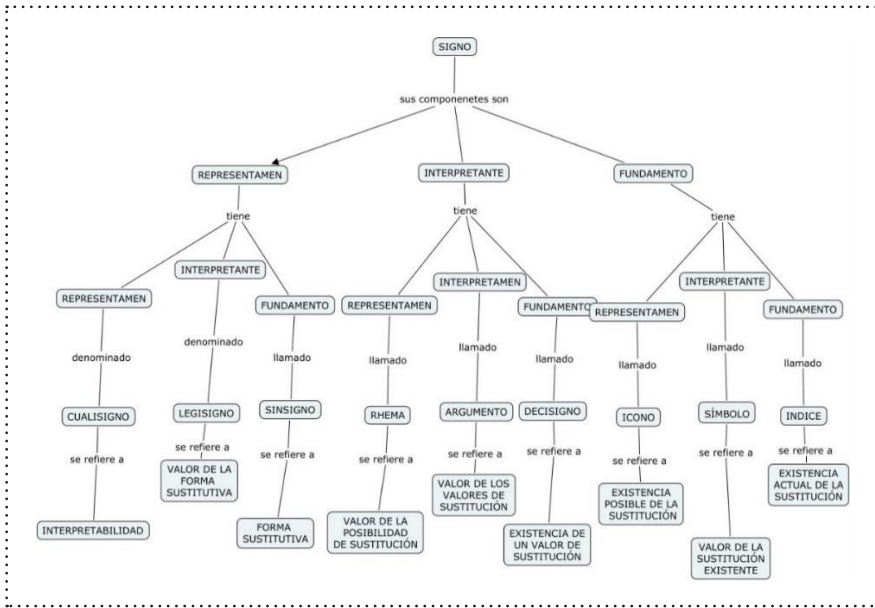 SIGNO
sus componenetes son
REPRESENTAMEN
INTERPRETANTE
FUNDAMENTO
tiene
tiene
tiene
REPRESENTAMEN
INTERPRETANTE
FUNDAMENTO
REPRESENTAMEN
INTERPRETAMEN
FUNDAMENTO
REPRESENTAMEN
INTERPRETANTE
FUNDAMENTO
denominado
denominado
llamado
llamado
llamado
llamado
llamado
llamado
llamado
CUALISIGNO
LEGISIGNO
SINSIGNO
RHEMA
ARGUMENTO
DECISIGNO
ICONO
SÍMBOLO
INDICE
se refiere a
se refiere a
se refiere a
se refiere a
se refiere a
se refiere a
se refiere a
se refiere a
se refiere a
INTERPRETABILIDAD
VALOR DE LA
FORMA
SUSTITUTIVA
FORMA
SUSTITUTIVA
VALOR DE LA
POSIBILIDAD
DE SUSTITUCIÓN
VALOR DE LOS
VALORES DE
SUSTITUCIÓN
EXISTENCIA DE
UN VALOR DE
SUSTITUCIÓN
EXISTENCIA
POSIBLE DE LA
SUSTITUCIÓN
VALOR DE LA
SUSTITUCIÓN
EXISTENTE
EXISTENCIA
ACTUAL DE LA
SUSTITUCIÓN